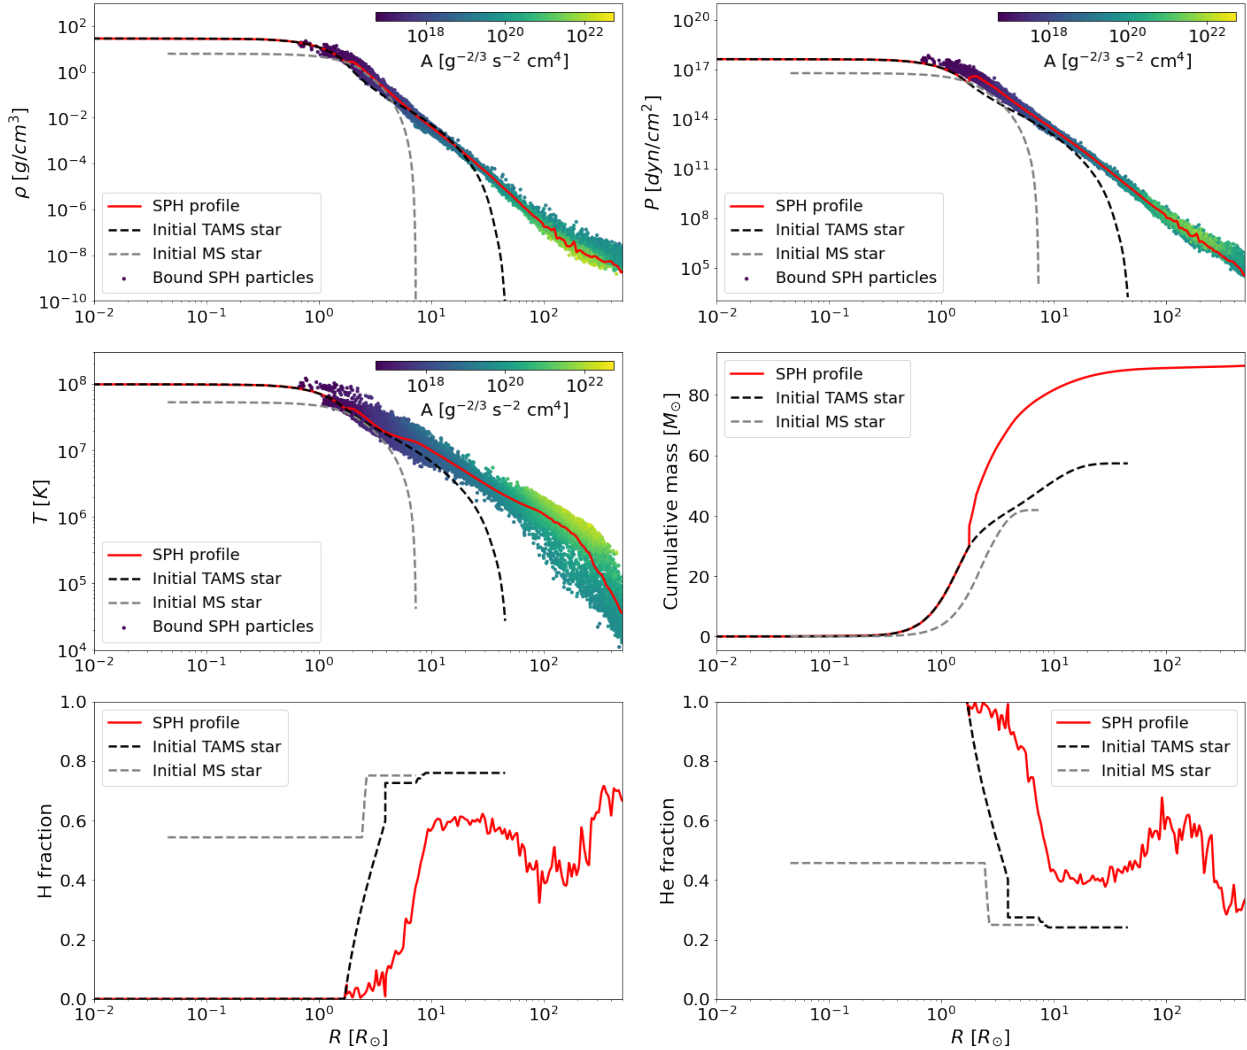 10^18 10^20 10^22
A [g^-2/3 s^-2 cm^4]
10^2
10^0
10^-2
10^-4
10^-6
10^-8
10^-10
ρ [g/cm^3]
SPH profile
Initial TAMS star
Initial MS star
Bound SPH particles
10^-2 10^-1 10^0 10^1 10^2
10^18 10^20 10^22
A [g^-2/3 s^-2 cm^4]
10^20
10^17
10^14
10^11
10^8
10^5
P [dyn/cm^2]
SPH profile
Initial TAMS star
Initial MS star
Bound SPH particles
10^-2 10^-1 10^0 10^1 10^2
10^18 10^20 10^22
A [g^-2/3 s^-2 cm^4]
10^8
10^7
10^6
10^5
10^4
T [K]
SPH profile
Initial TAMS star
Initial MS star
Bound SPH particles
10^-2 10^-1 10^0 10^1 10^2
SPH profile
Initial TAMS star
Initial MS star
80
60
40
20
0
Cumulative mass [M_⊙]
10^-2 10^-1 10^0 10^1 10^2
SPH profile
Initial TAMS star
Initial MS star
1.0
0.8
0.6
0.4
0.2
0.0
H fraction
10^-2 10^-1 10^0 10^1 10^2
R [R_⊙]
SPH profile
Initial TAMS star
Initial MS star
1.0
0.8
0.6
0.4
0.2
0.0
He fraction
10^-2 10^-1 10^0 10^1 10^2
R [R_⊙]